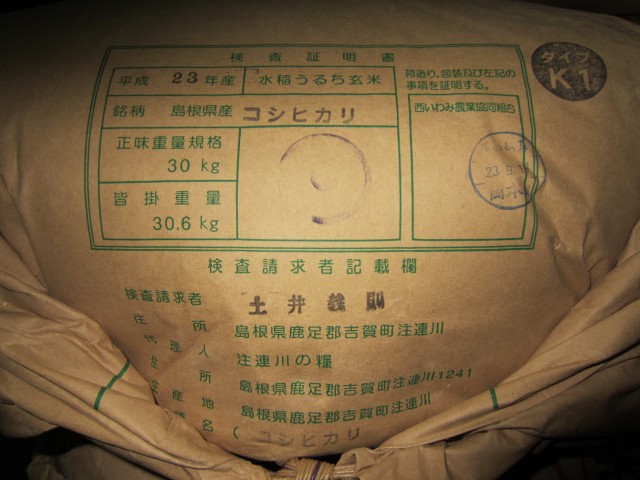 検査証明書
平成 23年産 水稲うるち玄米
銘柄 島根県産 コシヒカリ
正味重量規格
30 kg
皆掛重量
30.6 kg
荷造り、包装及び左記の
事項を証明する。
西いわみ農業協同組合
23.9
タイプ
K1
検査請求者記載欄
検査請求者 土井義則
住所 島根県鹿足郡吉賀町注連川
代理人 注連川の糧
住所 島根県鹿足郡吉賀町注連川1241
産地 島根県鹿足郡吉賀町注連川
名 ( コシヒカリ